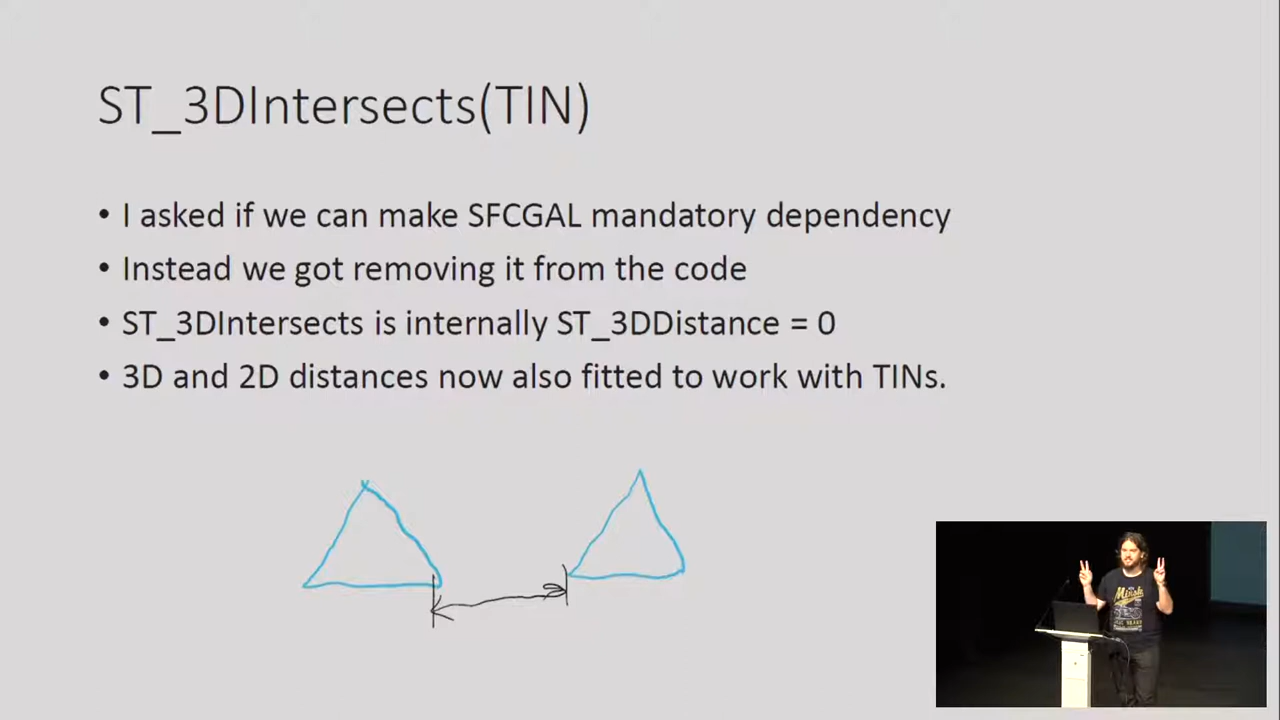 ST_3DIntersects(TIN)
• I asked if we can make SFCGAL mandatory dependency
• Instead we got removing it from the code
• ST_3DIntersects is internally ST_3DDistance = 0
• 3D and 2D distances now also fitted to work with TINs.
Minsk